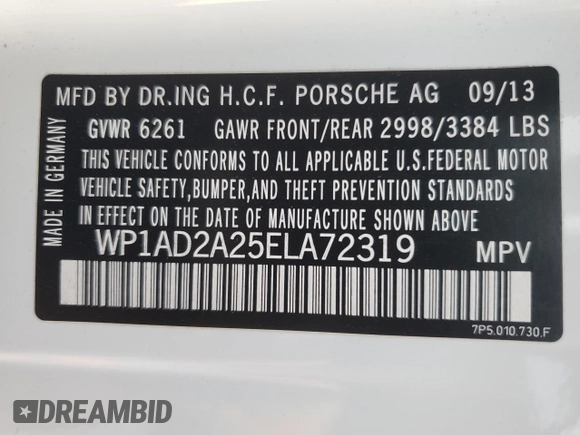 MFD BY DR.ING H.C.F. PORSCHE AG 09/13
GVWR 6261 GAWR FRONT/REAR 2998/3384 LBS
THIS VEHICLE CONFORMS TO ALL APPLICABLE U.S.FEDERAL MOTOR
VEHICLE SAFETY,BUMPER,AND THEFT PREVENTION STANDARDS
IN EFFECT ON THE DATE OF MANUFACTURE SHOWN ABOVE
WP1AD2A25ELA72319 MPV
MADE IN GERMANY
7P5.010.730.F
DREAMBID